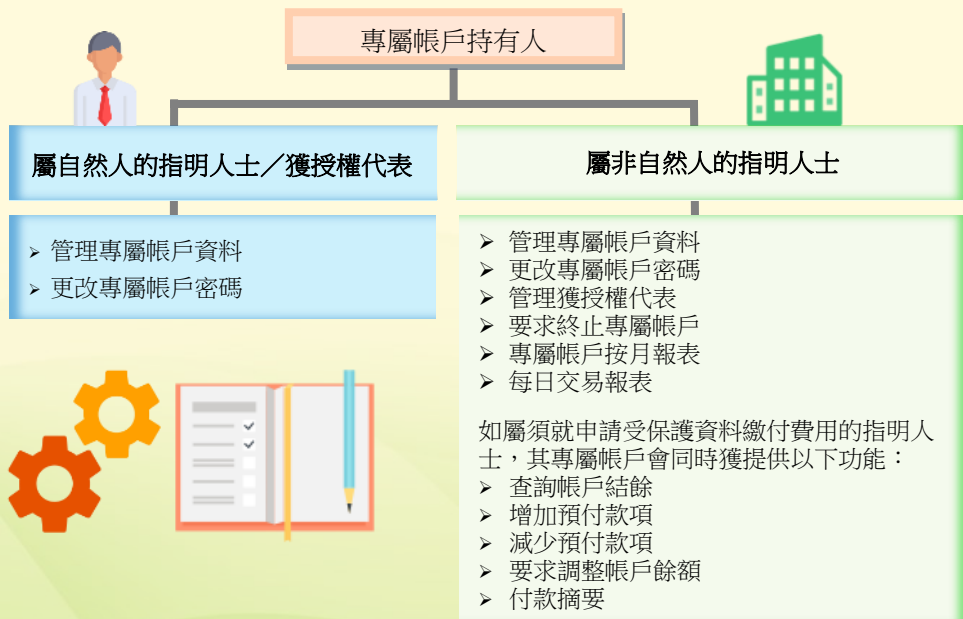 專屬帳戶持有人
屬自然人的指明人士／獲授權代表
➢ 管理專屬帳戶資料
➢ 更改專屬帳戶密碼
屬非自然人的指明人士
➢ 管理專屬帳戶資料
➢ 更改專屬帳戶密碼
➢ 管理獲授權代表
➢ 要求終止專屬帳戶
➢ 專屬帳戶按月報表
➢ 每日交易報表
如屬須就申請受保護資料繳付費用的指明人
士，其專屬帳戶會同時獲提供以下功能：
➢ 查詢帳戶結餘
➢ 增加預付款項
➢ 減少預付款項
➢ 要求調整帳戶餘額
➢ 付款摘要